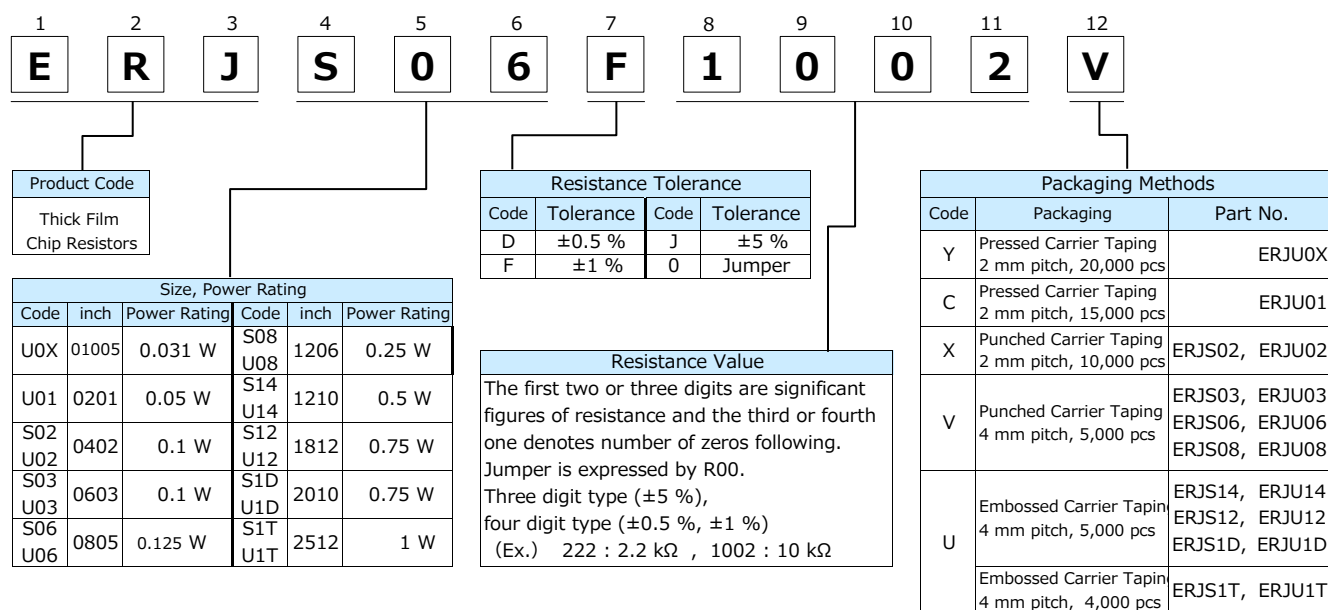 1 2 3 4 5 6 7 8 9 10 11 12
E R J S 0 6 F 1 0 0 2 V
Product Code
Thick Film
Chip Resistors
Size, Power Rating
Code inch Power Rating Code inch Power Rating
U0X 01005 0.031 W S08 U08 1206 0.25 W
U01 0201 0.05 W S14 U14 1210 0.5 W
S02 U02 0402 0.1 W S12 U12 1812 0.75 W
S03 U03 0603 0.1 W S1D U1D 2010 0.75 W
S06 U06 0805 0.125 W S1T U1T 2512 1 W
Resistance Tolerance
Code Tolerance Code Tolerance
D ±0.5 % J ±5 %
F ±1 % 0 Jumper
Resistance Value
The first two or three digits are significant
figures of resistance and the third or fourth
one denotes number of zeros following.
Jumper is expressed by R00.
Three digit type (±5 %),
four digit type (±0.5 %, ±1 %)
(Ex.) 222 : 2.2 kΩ , 1002 : 10 kΩ
Packaging Methods
Code Packaging Part No.
Y Pressed Carrier Taping ERJU0X
2 mm pitch, 20,000 pcs
C Pressed Carrier Taping ERJU01
2 mm pitch, 15,000 pcs
X Punched Carrier Taping ERJS02, ERJU02
2 mm pitch, 10,000 pcs
V Punched Carrier Taping
4 mm pitch, 5,000 pcs
ERJS03, ERJU03
ERJS06, ERJU06
ERJS08, ERJU08
U Embossed Carrier Tapin
4 mm pitch, 5,000 pcs
ERJS14, ERJU14
ERJS12, ERJU12
ERJS1D, ERJU1D
Embossed Carrier Tapin
4 mm pitch, 4,000 pcs
ERJS1T, ERJU1T